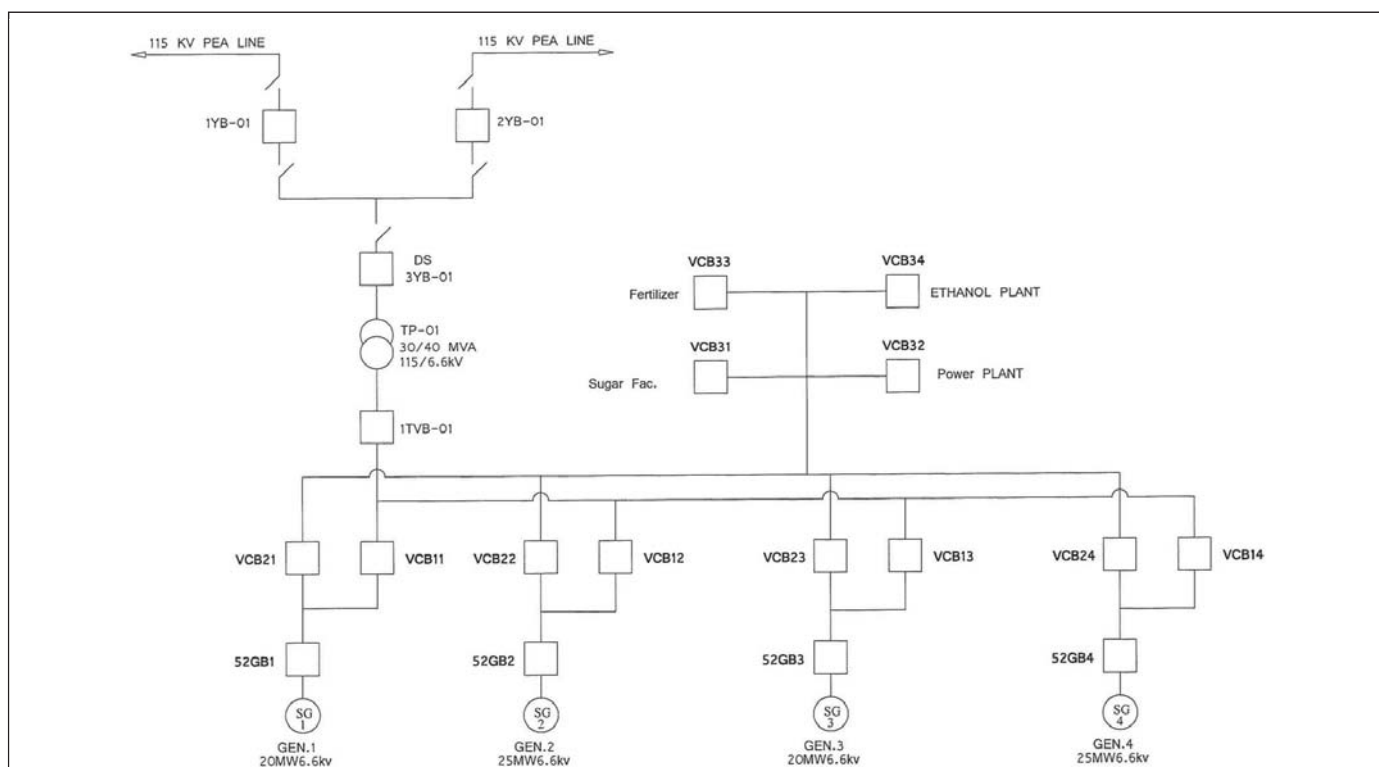 115 KV PEA LINE
115 KV PEA LINE
1YB-01
2YB-01
DS
3YB-01
TP-01
30/40 MVA
115/6.6kV
1TVB-01
VCB33
VCB34
Fertilizer
ETHANOL PLANT
VCB31
VCB32
Sugar Fac.
Power PLANT
VCB21
VCB11
VCB22
VCB12
VCB23
VCB13
VCB24
VCB14
52GB1
52GB2
52GB3
52GB4
SG
1
SG
2
SG
3
SG
4
GEN.1
20MW6.6kv
GEN.2
25MW6.6kv
GEN.3
20MW6.6kv
GEN.4
25MW6.6kv